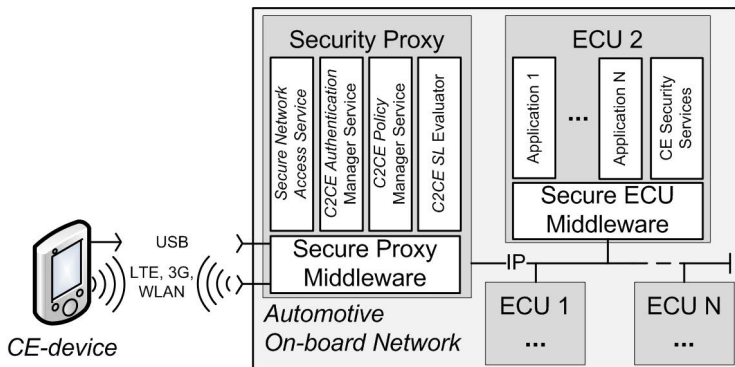 Security Proxy
Secure Network
Access Service
C2CE Authentication
Manager Service
C2CE Policy
Manager Service
C2CE SL Evaluator
Secure Proxy
Middleware
ECU 2
Application 1
...
Application N
CE Security
Services
Secure ECU
Middleware
USB
LTE, 3G,
WLAN
CE-device
IP
Automotive
On-board Network
ECU 1
...
ECU N
...